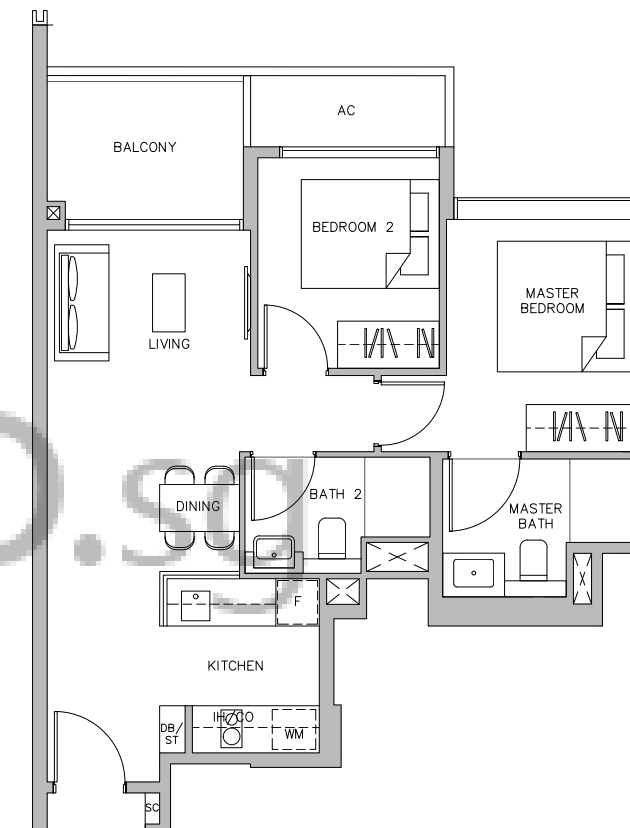 AC
BALCONY
BEDROOM 2
MASTER
BEDROOM
LIVING
BATH 2
DINING
MASTER
BATH
F
KITCHEN
IH/CO
DB/
ST
WM
SC
o.sg